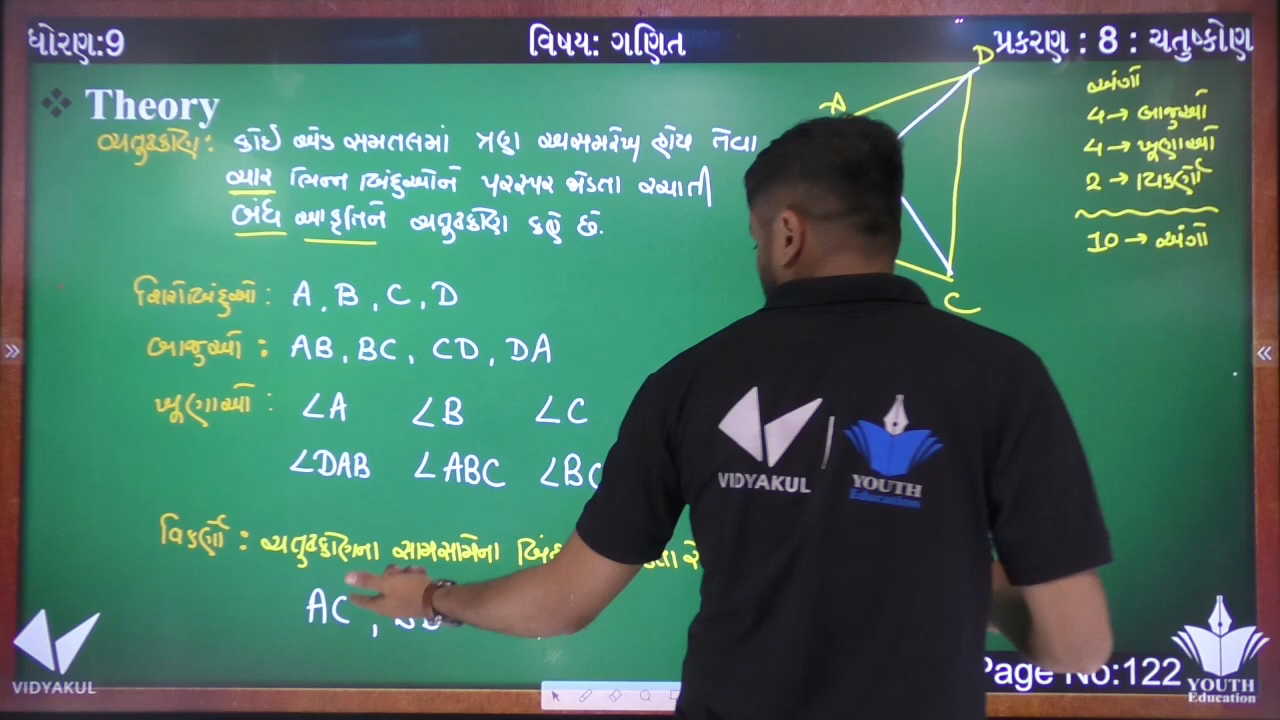 ધોરણ:9
વિષય: ગણિત
પ્રકરણ : 8 : ચતુષ્કોણ
❖ Theory
ચતુષ્કોણ : કોઈ એક સમતલમાં ત્રણ અસમરેખ હોય તેવા
ચાર ભિન્ન બિંદુઓને પરસ્પર જોડતા રચાતી
બંધ આકૃતિને ચતુષ્કોણ કહે છે.
શિરોબિંદુઓ : A, B, C, D
બાજુઓ : AB, BC, CD, DA
ખૂણાઓ : ∠A ∠B ∠C
∠DAB ∠ABC ∠BC
વિકર્ણો : ચતુષ્કોણના સામસામેના
AC ,
A
D
C
અંગો
4 → બાજુઓ
4 → ખૂણાઓ
2 → વિકર્ણો
10 → અંગો
VIDYAKUL
YOUTH
Education
VIDYAKUL
Page No:122
YOUTH
Education